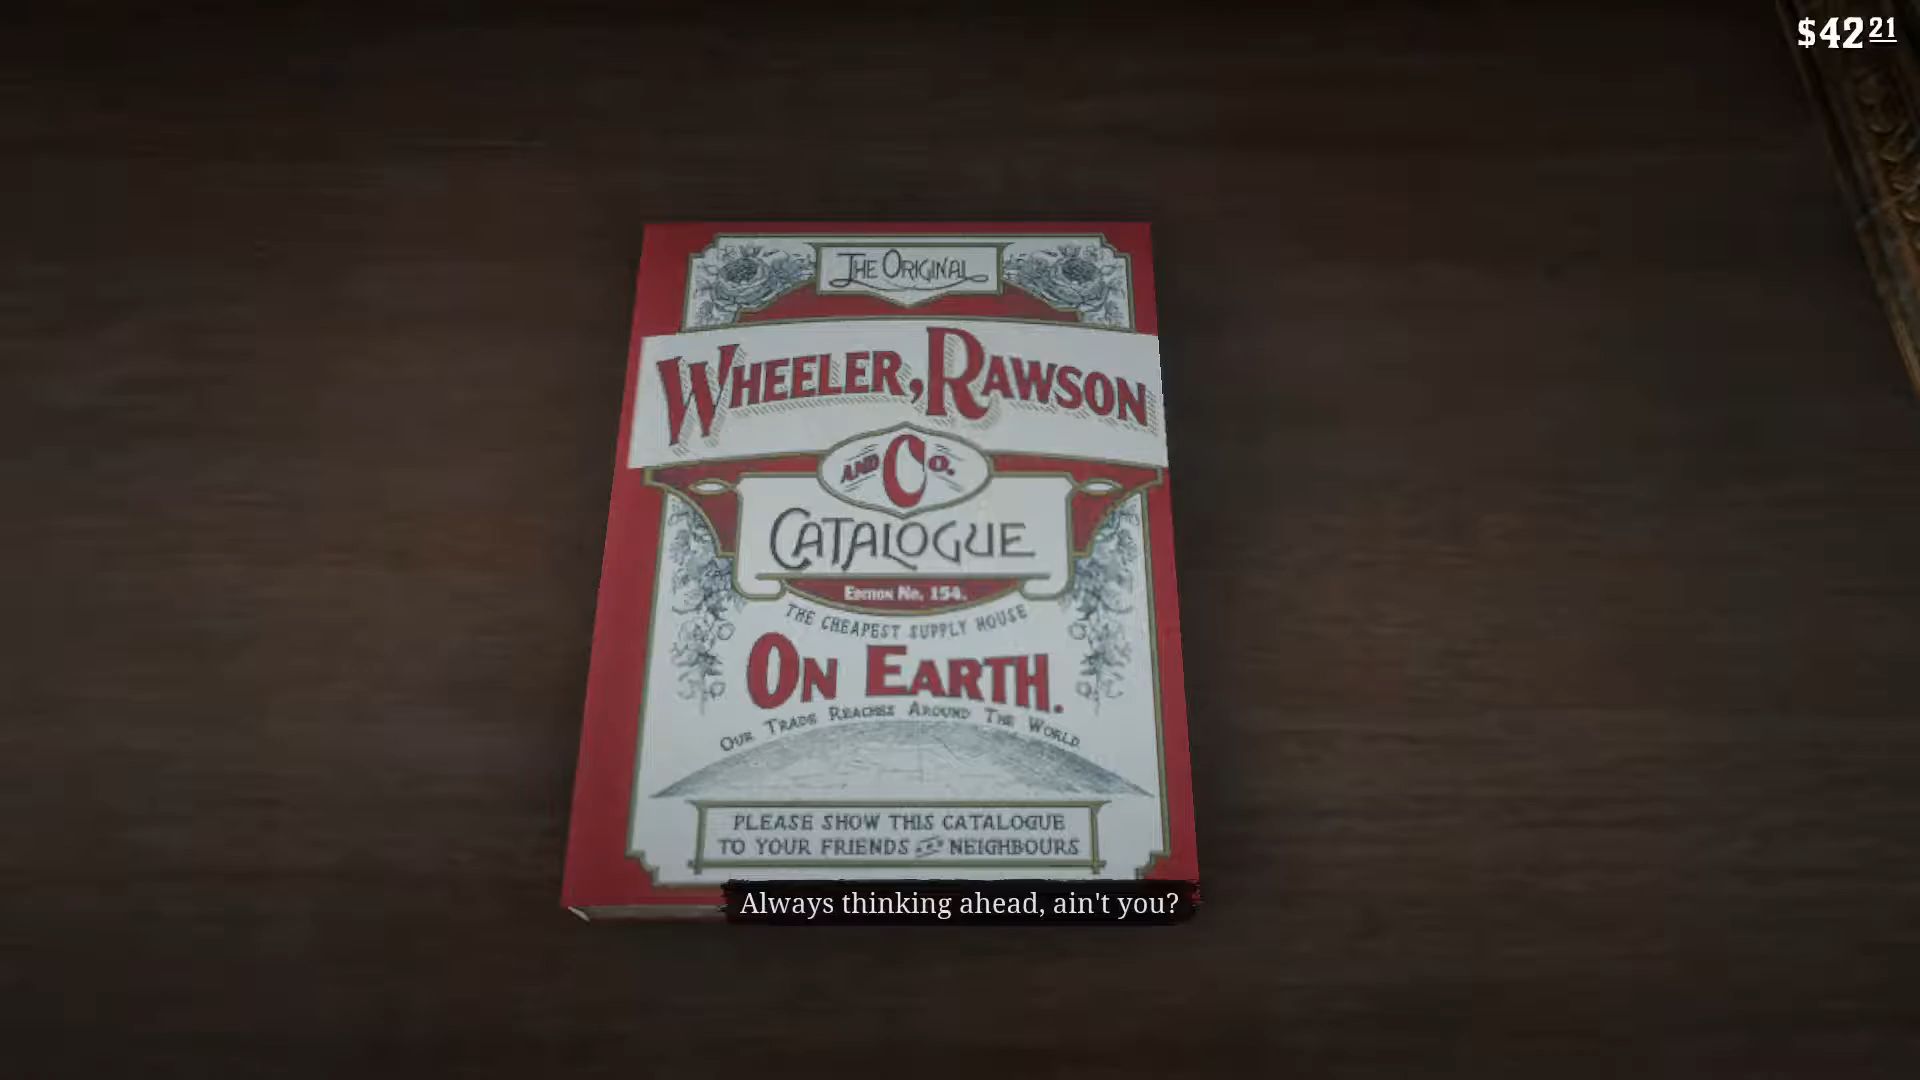 $42 21
THE ORIGINAL
WHEELER, RAWSON
AND Co.
CATALOGUE
EDITION No. 154.
THE CHEAPEST SUPPLY HOUSE
ON EARTH.
OUR TRADE REACHES AROUND THE WORLD
PLEASE SHOW THIS CATALOGUE
TO YOUR FRIENDS AND NEIGHBOURS
Always thinking ahead, ain't you?